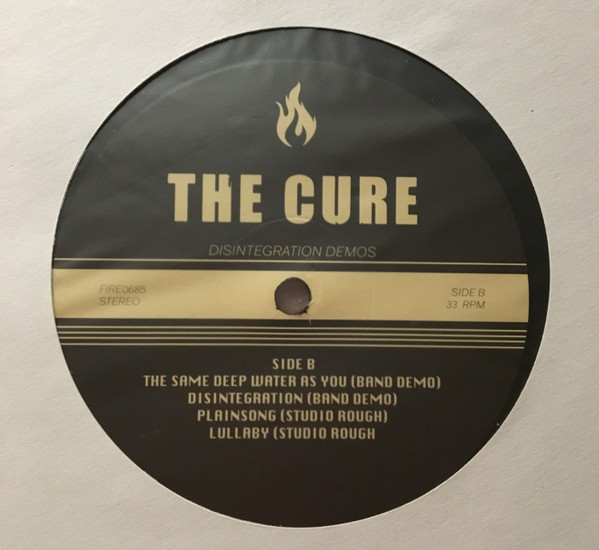 THE CURE
DISINTEGRATION DEMOS
FIRE0685
STEREO
SIDE B
33 RPM
SIDE B
THE SAME DEEP WATER AS YOU (BAND DEMO)
DISINTEGRATION (BAND DEMO)
PLAINSONG (STUDIO ROUGH)
LULLABY (STUDIO ROUGH